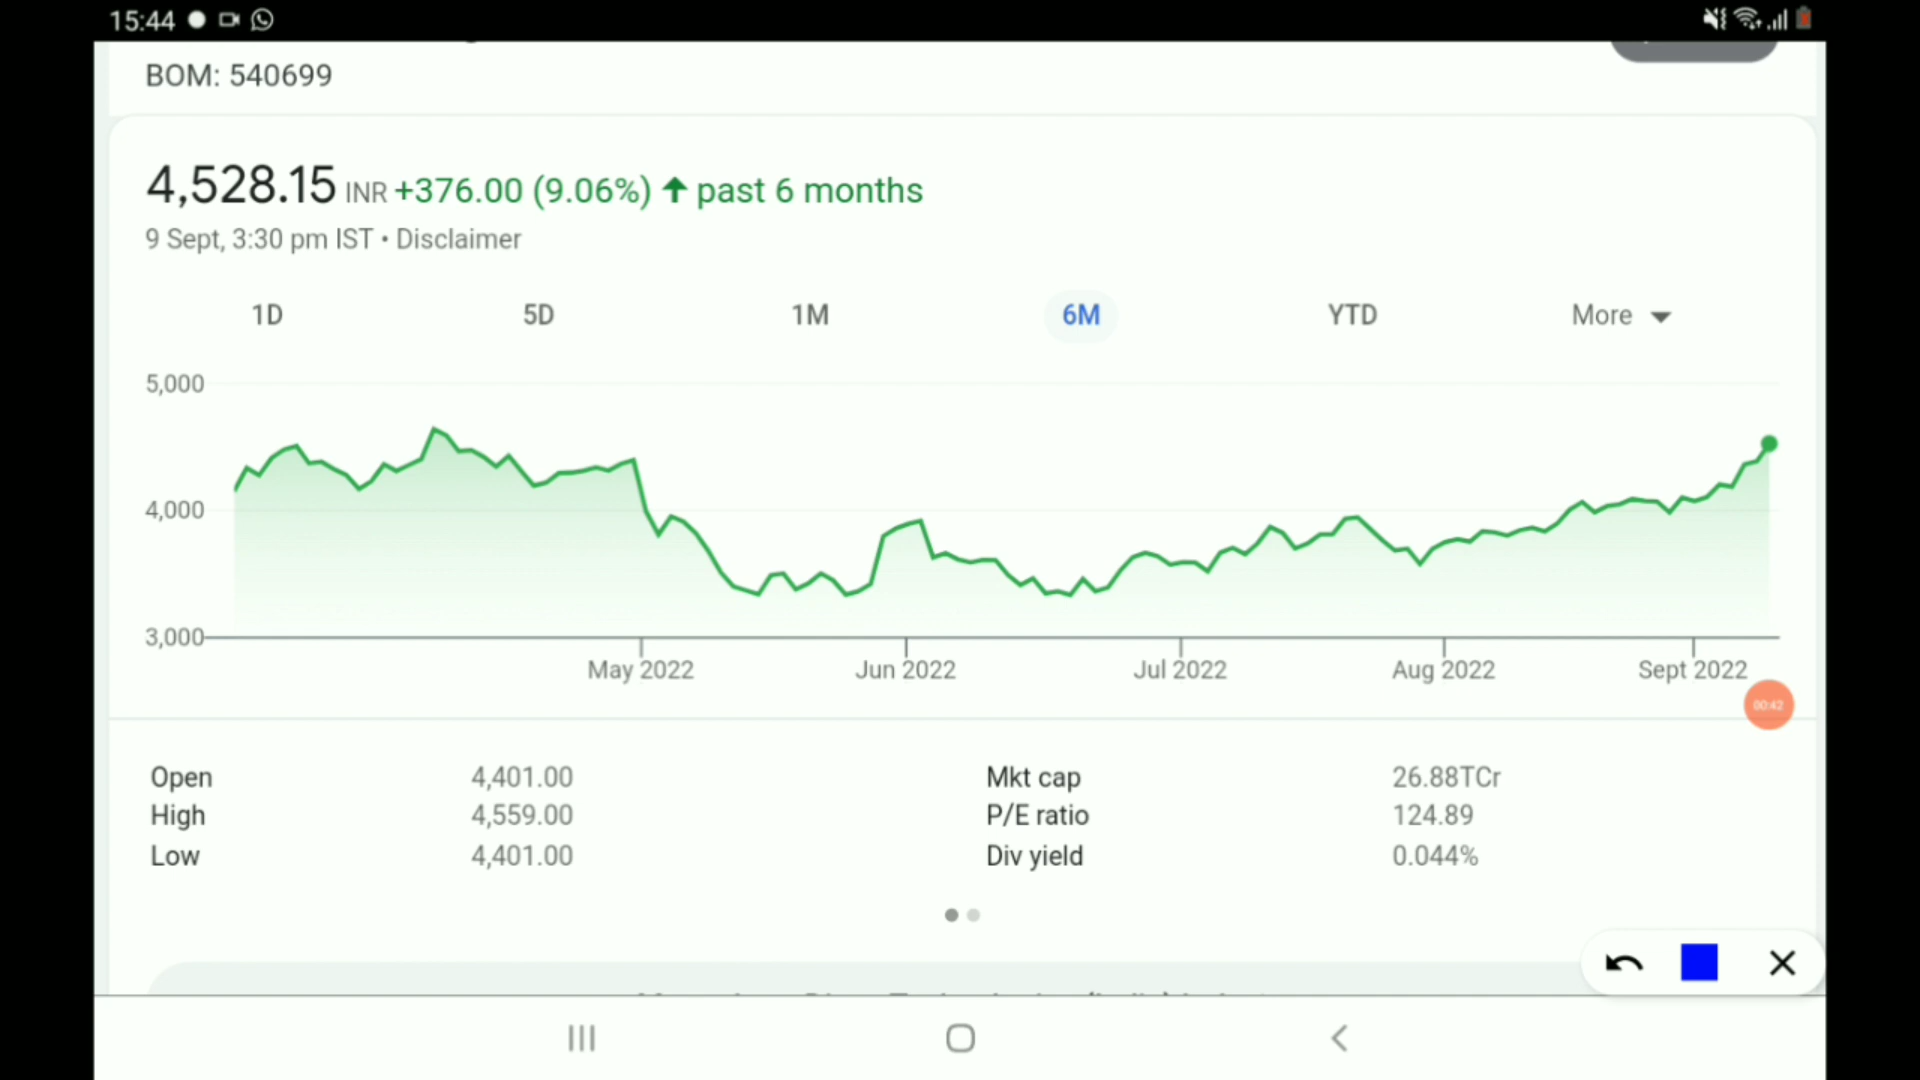 15:44
BOM: 540699
4,528.15 INR +376.00 (9.06%) ↑ past 6 months
9 Sept, 3:30 pm IST • Disclaimer
1D 5D 1M 6M YTD More
5,000
4,000
3,000
May 2022 Jun 2022 Jul 2022 Aug 2022 Sept 2022
00:42
Open 4,401.00 Mkt cap 26.88TCr
High 4,559.00 P/E ratio 124.89
Low 4,401.00 Div yield 0.044%